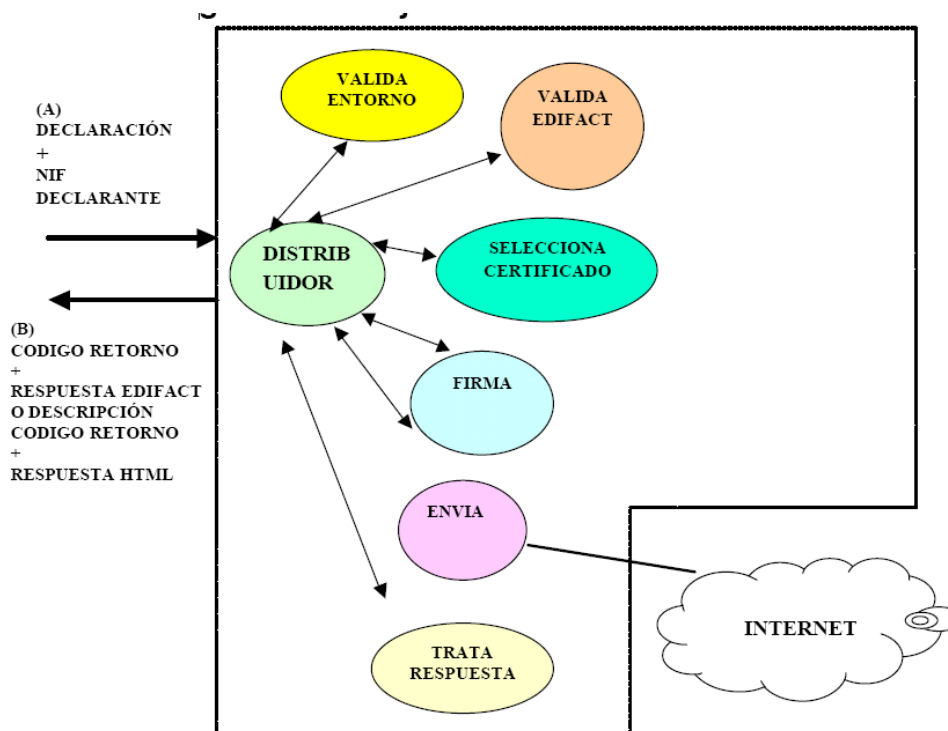 VALIDA
ENTORNO
VALIDA
EDIFACT
(A)
DECLARACIÓN
+
NIF
DECLARANTE
DISTRIB
UIDOR
SELECCIONA
CERTIFICADO
(B)
CODIGO RETORNO
+
RESPUESTA EDIFACT
O DESCRIPCIÓN
CODIGO RETORNO
+
RESPUESTA HTML
FIRMA
ENVIA
INTERNET
TRATA
RESPUESTA